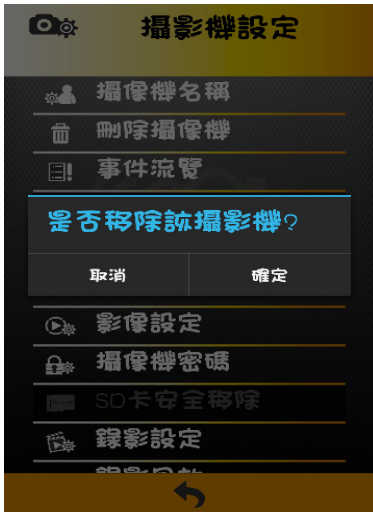 攝影機設定
攝像機名稱
刪除攝像機
事件流覽
是否移除該攝影機?
取消
確定
影像設定
攝像機密碼
SD卡安全移除
錄影設定